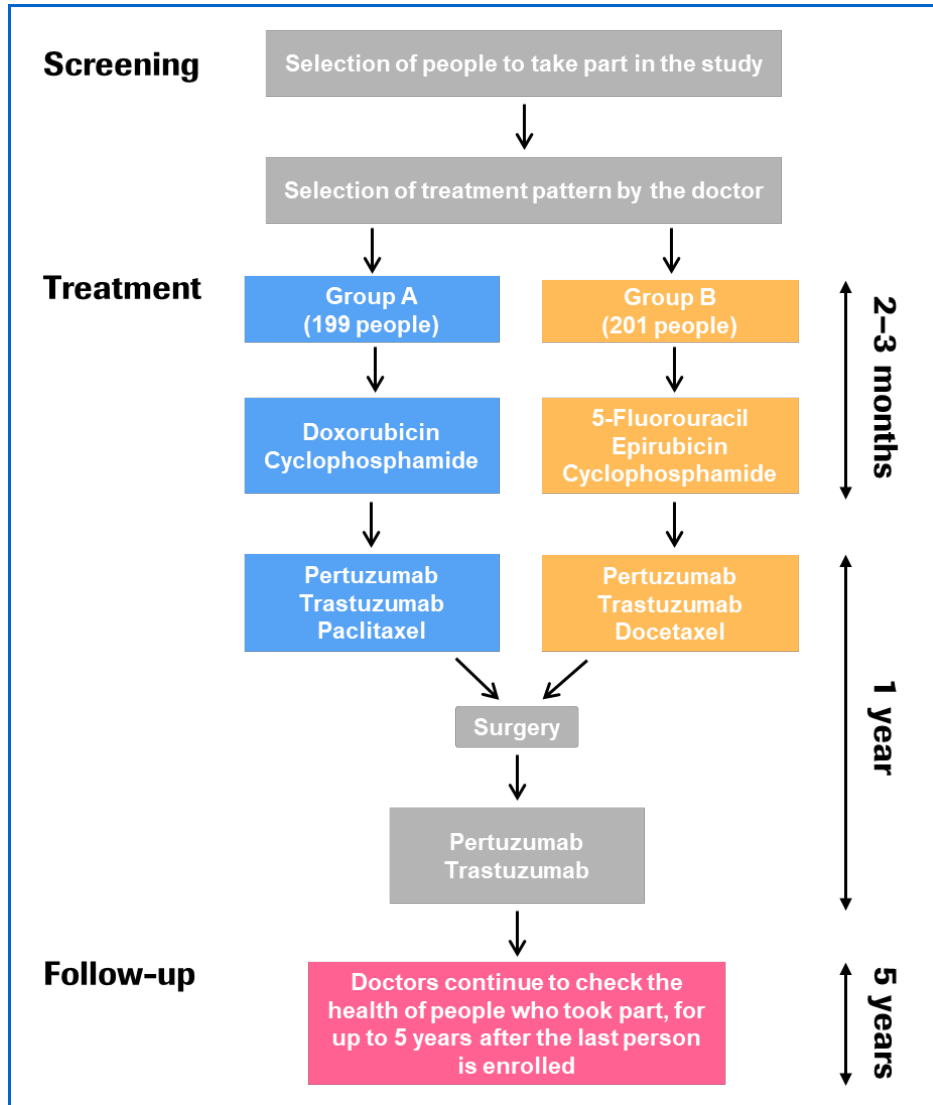 Screening
Selection of people to take part in the study
Selection of treatment pattern by the doctor
Treatment
Group A
(199 people)
Group B
(201 people)
2–3 months
Doxorubicin
Cyclophosphamide
5-Fluorouracil
Epirubicin
Cyclophosphamide
Pertuzumab
Trastuzumab
Paclitaxel
Pertuzumab
Trastuzumab
Docetaxel
1 year
Surgery
Pertuzumab
Trastuzumab
Follow-up
Doctors continue to check the
health of people who took part, for
up to 5 years after the last person
is enrolled
5 years